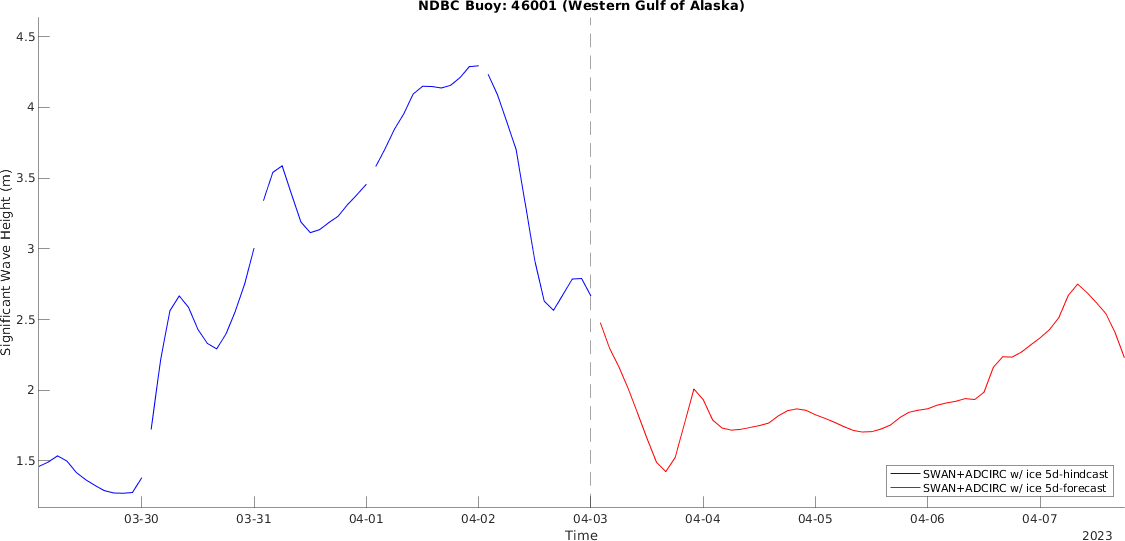 NDBC Buoy: 46001 (Western Gulf of Alaska)
Significant Wave Height (m)
4.5
4
3.5
3
2.5
2
1.5
SWAN+ADCIRC w/ ice 5d-hindcast
SWAN+ADCIRC w/ ice 5d-forecast
03-30 03-31 04-01 04-02 04-03 04-04 04-05 04-06 04-07
Time
2023